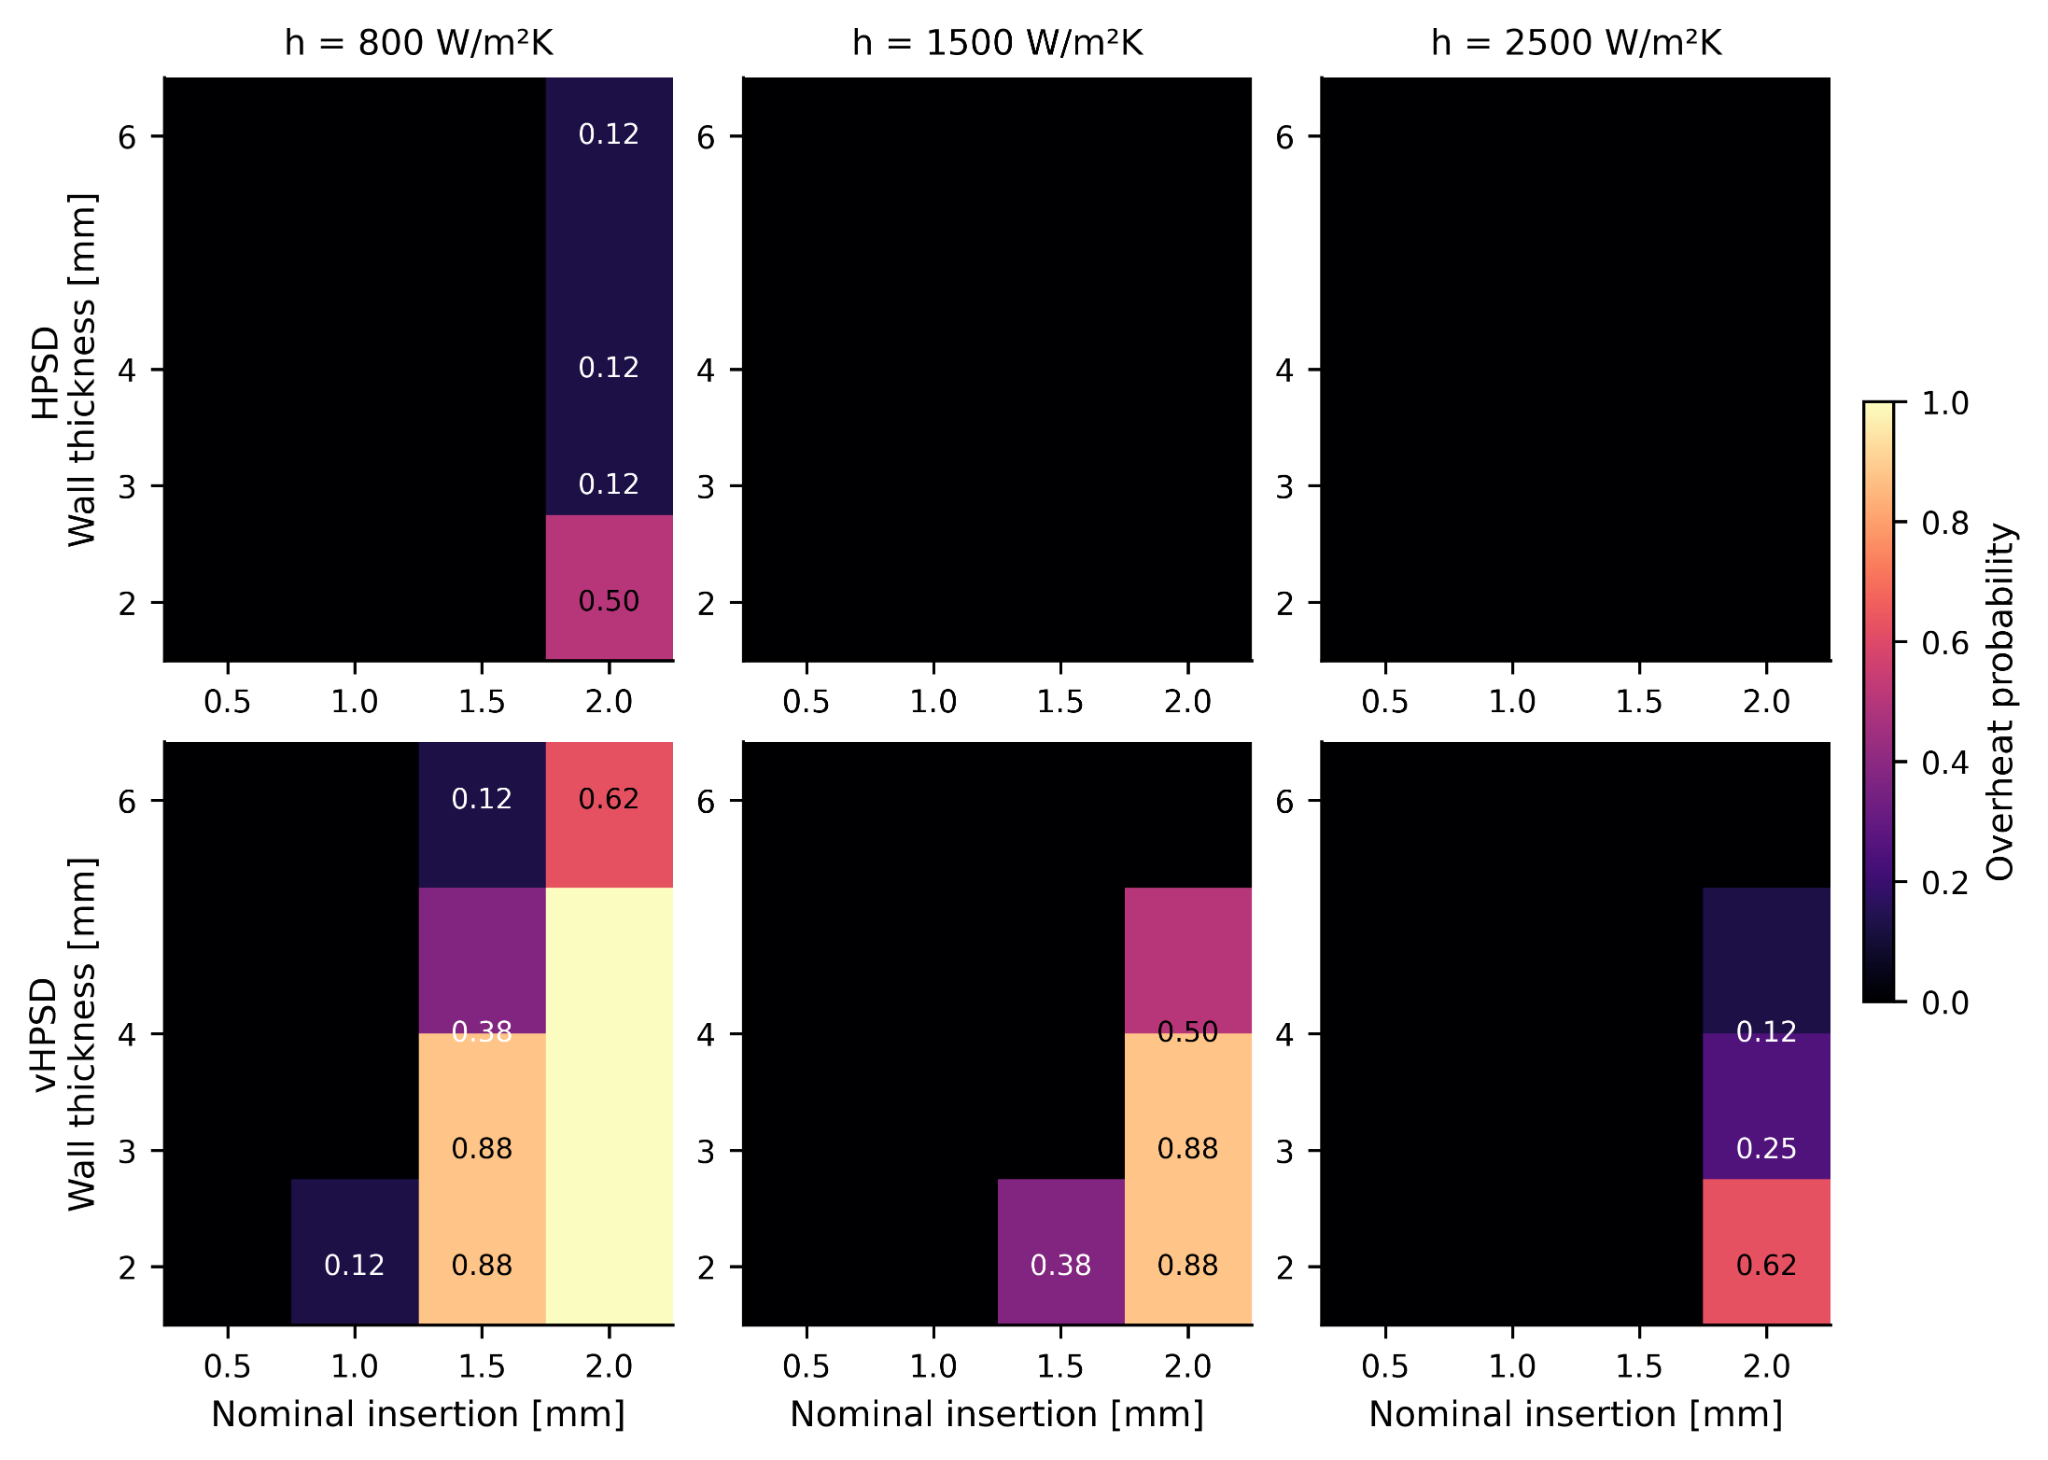 h = 800 W/m²K
h = 1500 W/m²K
h = 2500 W/m²K
HPSD
Wall thickness [mm]
6
4
3
2
0.12
0.12
0.12
0.50
0.5 1.0 1.5 2.0
6
4
3
2
0.5 1.0 1.5 2.0
6
4
3
2
0.5 1.0 1.5 2.0
vHPSD
Wall thickness [mm]
6
4
3
2
0.12 0.62
0.38
0.88
0.12 0.88
0.5 1.0 1.5 2.0
Nominal insertion [mm]
6
4
3
2
0.50
0.88
0.38 0.88
0.5 1.0 1.5 2.0
Nominal insertion [mm]
6
4
3
2
0.12
0.25
0.62
0.5 1.0 1.5 2.0
Nominal insertion [mm]
1.0
0.8
0.6
0.4
0.2
0.0
Overheat probability